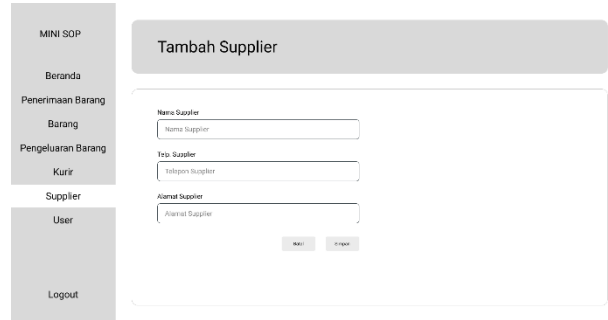 MINI SOP
Beranda
Penerimaan Barang
Barang
Pengeluaran Barang
Kurir
Supplier
User
Logout
Tambah Supplier
Nama Supplier
Nama Supplier
Telp. Supplier
Telepon Supplier
Alamat Supplier
Alamat Supplier